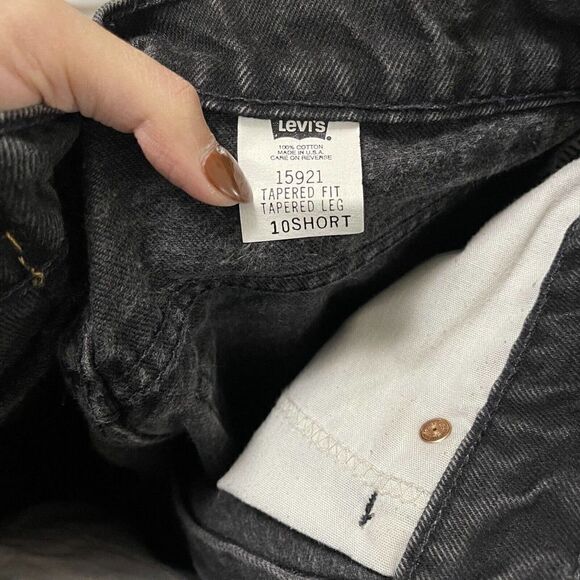 LEVI'S
100% COTTON
MADE IN U.S.A.
CARE ON REVERSE
15921
TAPERED FIT
TAPERED LEG
10SHORT